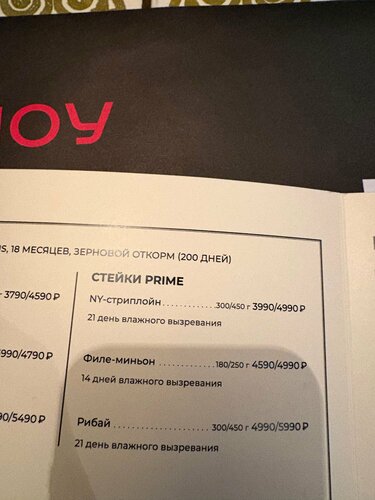 JOY
S, 18 МЕСЯЦЕВ, ЗЕРНОВОЙ ОТКОРМ (200 ДНЕЙ)
СТЕЙКИ PRIME
г 3790/4590 ₽
NY-стриплойн............300/450 г 3990/4990 ₽
21 день влажного вызревания
990/4790 ₽
Филе-миньон ............180/250 г 4590/4990 ₽
14 дней влажного вызревания
90/5490 ₽
Рибай ............300/450 г 4990/5990 ₽
21 день влажного вызревания